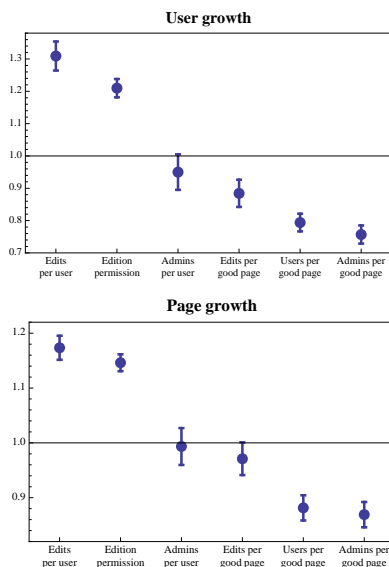 User growth
1.3
1.2
1.1
1.0
0.9
0.8
0.7
Edits per user
Edition permission
Admins per user
Edits per good page
Users per good page
Admins per good page
Page growth
1.2
1.1
1.0
0.9
Edits per user
Edition permission
Admins per user
Edits per good page
Users per good page
Admins per good page